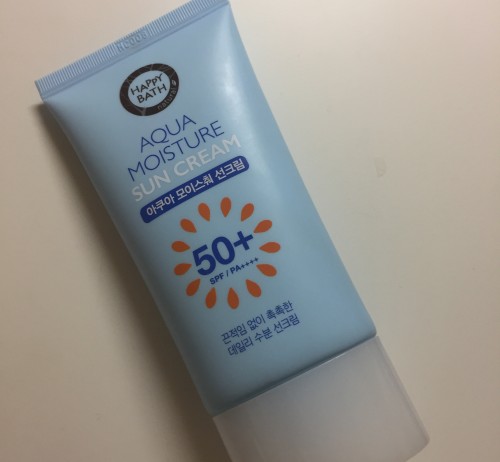 HAPPY
BATH
natural
AQUA
MOISTURE
SUN CREAM
아쿠아 모이스춰 선크림
50+
SPF / PA++++
끈적임 없이 촉촉한
데일리 수분 선크림